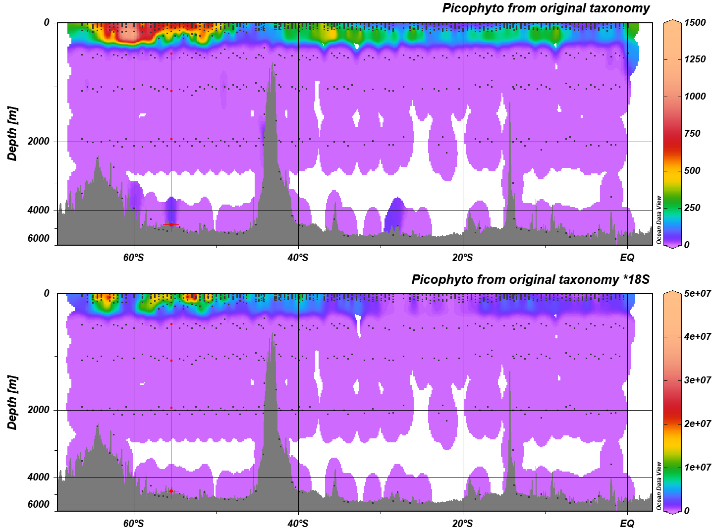 Picophyto from original taxonomy
0
2000
4000
6000
Depth [m]
60°S
40°S
20°S
EQ
1500
1250
1000
750
500
250
0
Ocean Data View
Picophyto from original taxonomy *18S
0
2000
4000
6000
Depth [m]
60°S
40°S
20°S
EQ
5e+07
4e+07
3e+07
2e+07
1e+07
0
Ocean Data View